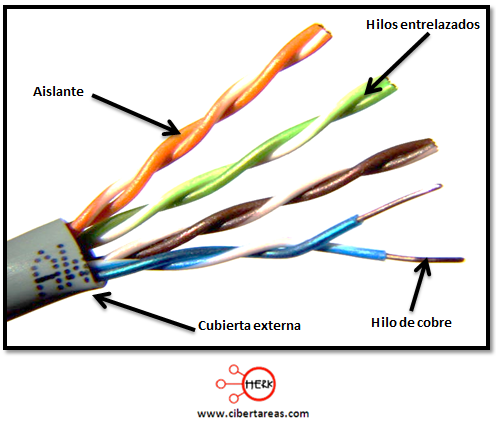 Hilos entrelazados
Aislante
Cubierta externa
Hilo de cobre
HERK
www.cibertareas.com